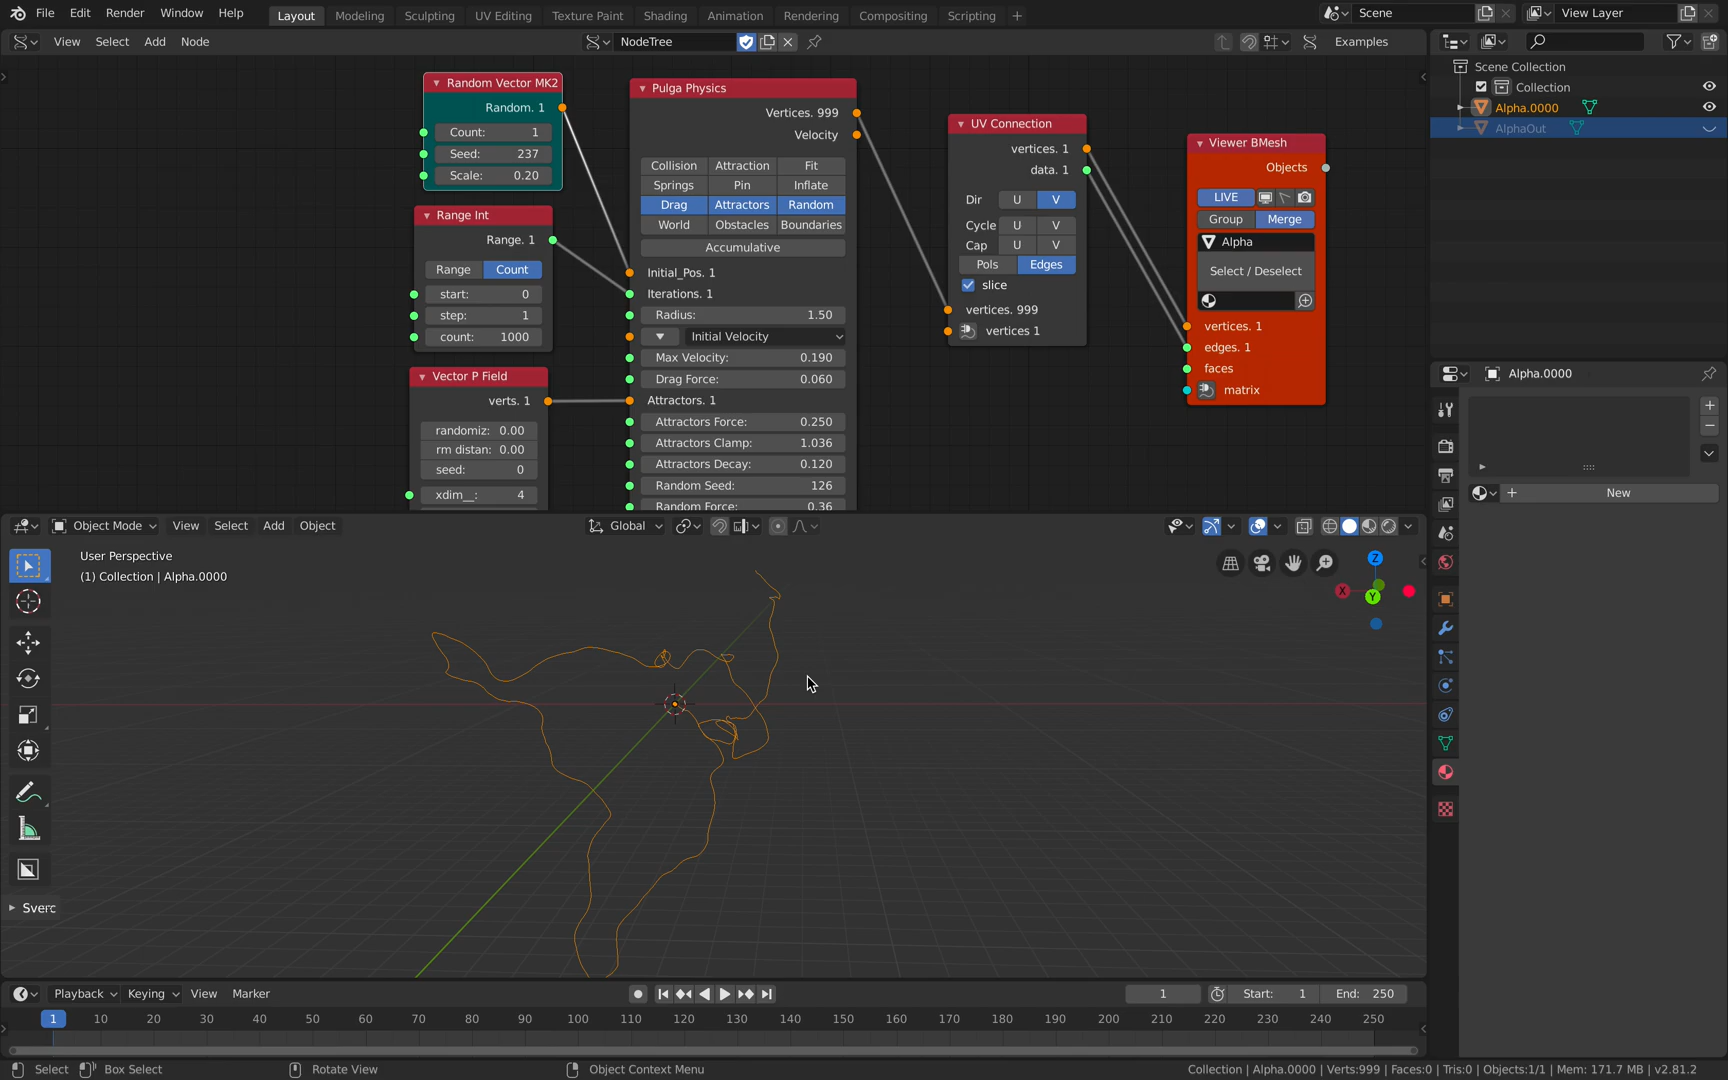 File Edit Render Window Help Layout Modeling Sculpting UV Editing Texture Paint Shading Animation Rendering Compositing Scripting + Scene View Layer
View Select Add Node NodeTree Examples
Random Vector MK2
Random. 1
Count: 1
Seed: 237
Scale: 0.20
Range Int
Range. 1
Range Count
start: 0
step: 1
count: 1000
Vector P Field
verts. 1
randomiz: 0.00
rm distan: 0.00
seed: 0
xdim__: 4
Pulga Physics
Vertices. 999
Velocity
Collision Attraction Fit
Springs Pin Inflate
Drag Attractors Random
World Obstacles Boundaries
Accumulative
Initial_Pos. 1
Iterations. 1
Radius: 1.50
Initial Velocity
Max Velocity: 0.190
Drag Force: 0.060
Attractors. 1
Attractors Force: 0.250
Attractors Clamp: 1.036
Attractors Decay: 0.120
Random Seed: 126
Random Force: 0.36
UV Connection
vertices. 1
data. 1
Dir U V
Cycle U V
Cap U V
Pols Edges
slice
vertices. 999
vertices 1
Viewer BMesh
Objects
LIVE
Group Merge
Alpha
Select / Deselect
vertices. 1
edges. 1
faces
matrix
Scene Collection
Collection
Alpha.0000
AlphaOut
Alpha.0000
+ New
Object Mode View Select Add Object Global
User Perspective
(1) Collection | Alpha.0000
Z
X
Y
Sverc
Playback Keying View Marker 1 Start: 1 End: 250
1 10 20 30 40 50 60 70 80 90 100 110 120 130 140 150 160 170 180 190 200 210 220 230 240 250
Select Box Select Rotate View Object Context Menu Collection | Alpha.0000 | Verts:999 | Faces:0 | Tris:0 | Objects:1/1 | Mem: 171.7 MB | v2.81.2